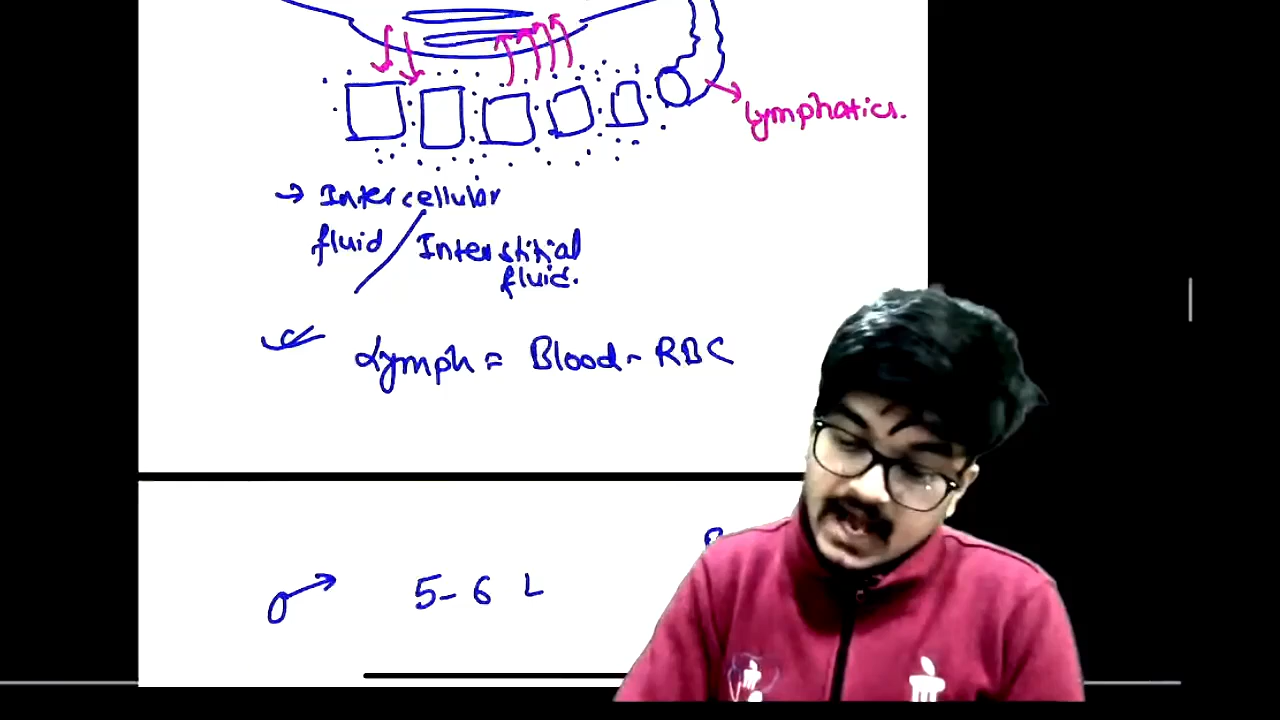 lymphatics.
→ Intercellular
fluid / Interstitial
fluid.
Lymph = Blood - RBC
5-6 L